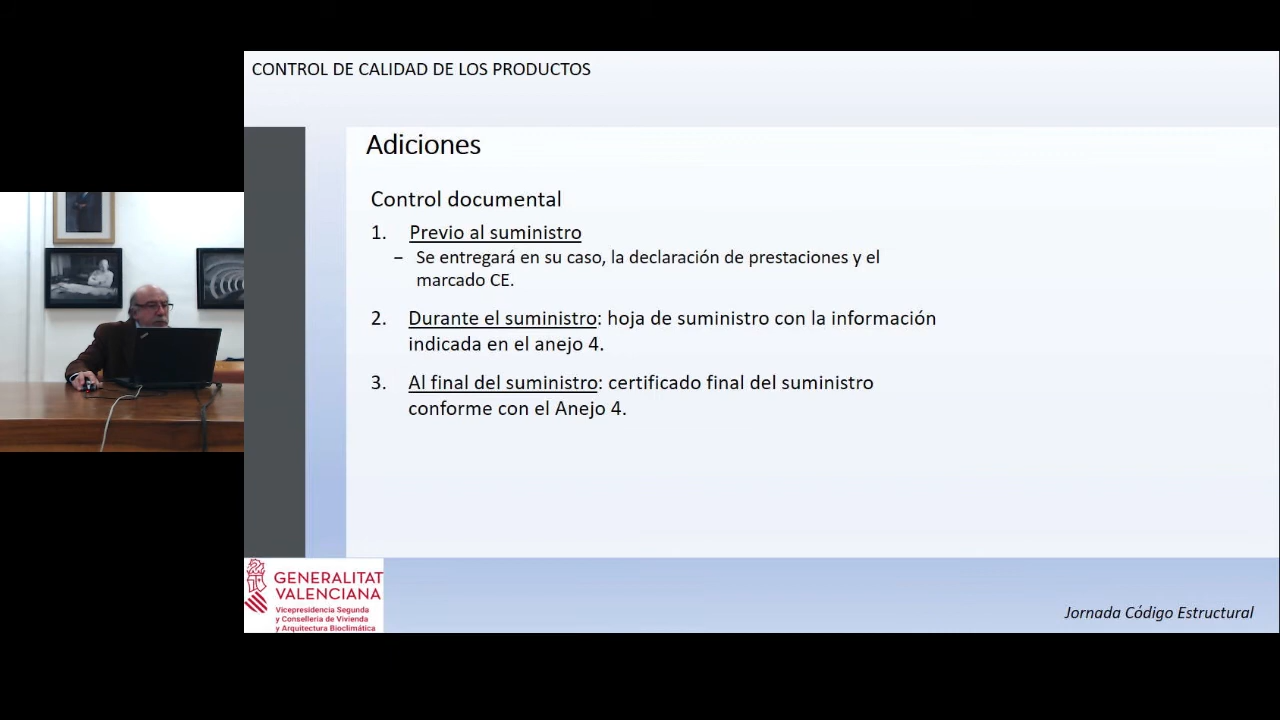 CONTROL DE CALIDAD DE LOS PRODUCTOS
Adiciones
Control documental
1. Previo al suministro
– Se entregará en su caso, la declaración de prestaciones y el
marcado CE.
2. Durante el suministro: hoja de suministro con la información
indicada en el anejo 4.
3. Al final del suministro: certificado final del suministro
conforme con el Anejo 4.
GENERALITAT
VALENCIANA
Vicepresidencia Segunda
y Conselleria de Vivienda
y Arquitectura Bioclimática
Jornada Código Estructural